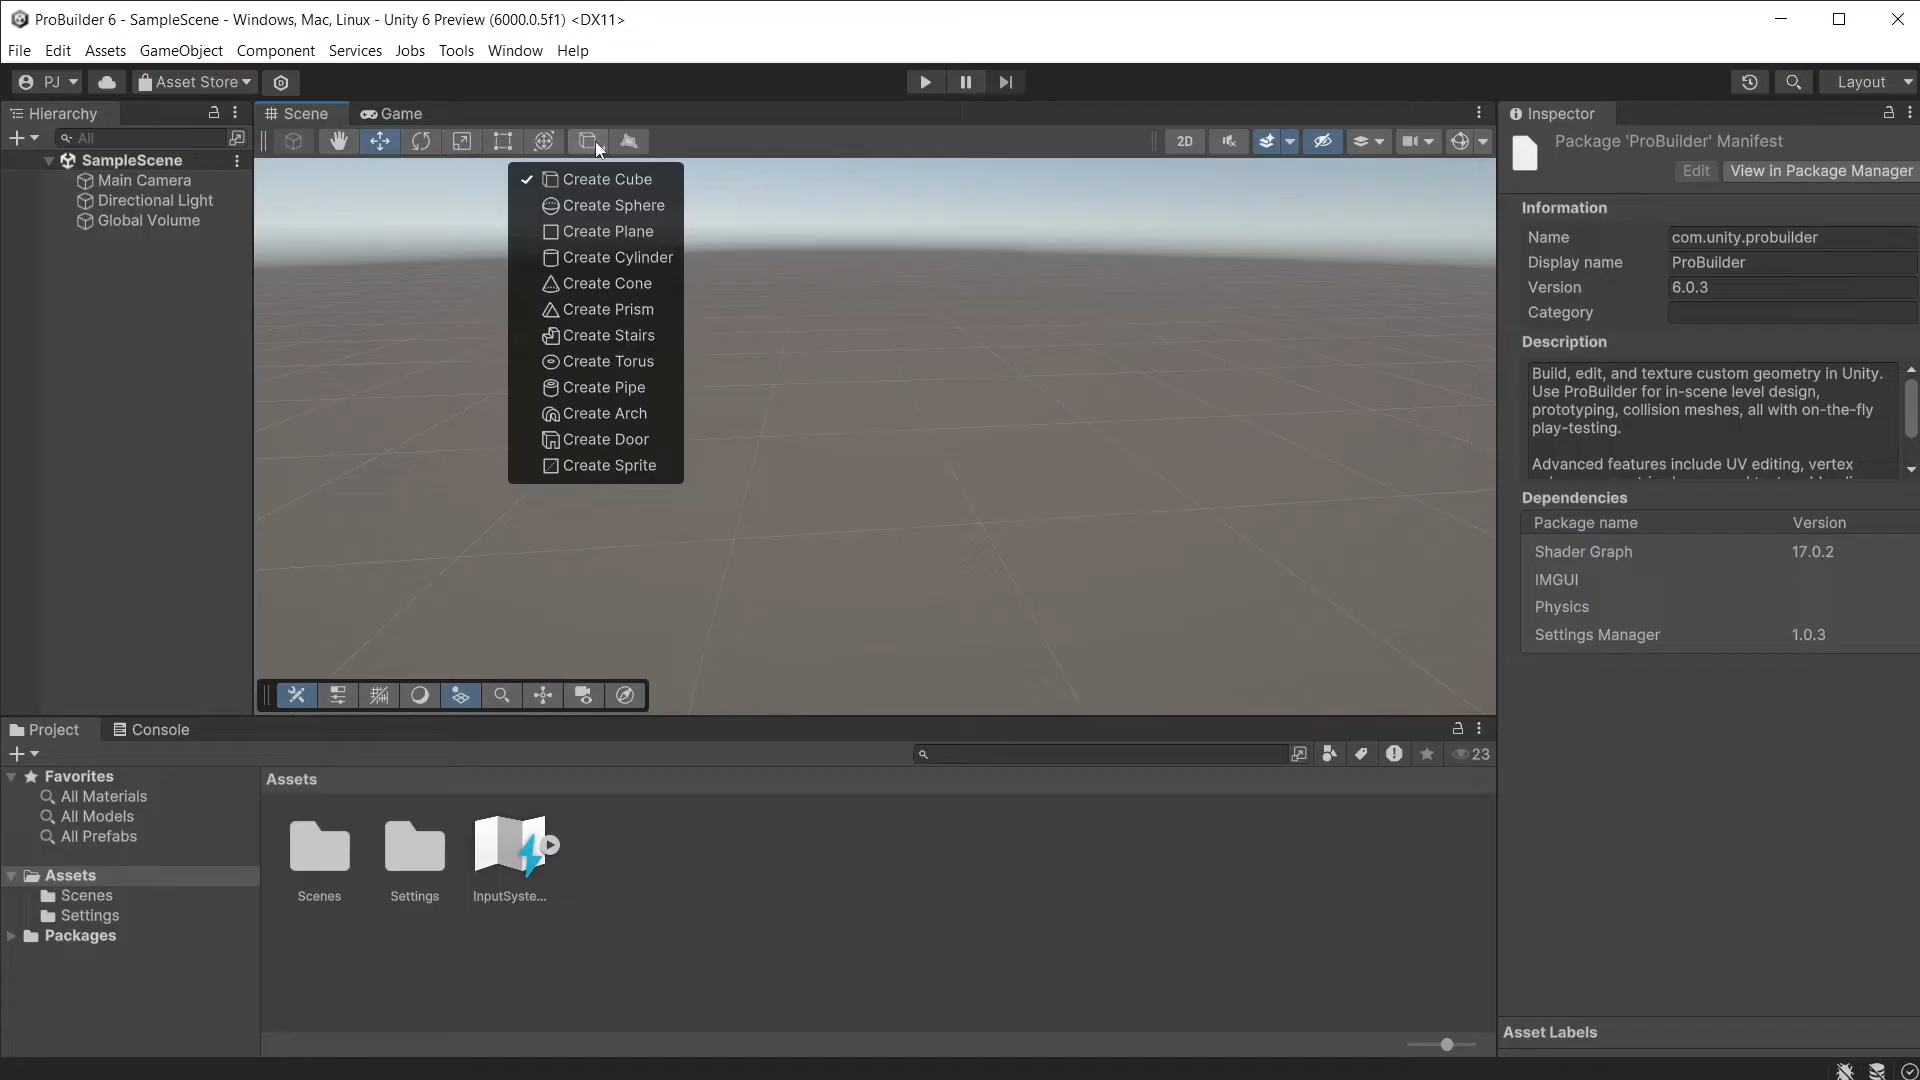 ProBuilder 6 - SampleScene - Windows, Mac, Linux - Unity 6 Preview (6000.0.5f1) <DX11>
File Edit Assets GameObject Component Services Jobs Tools Window Help
PJ Asset Store Layout
Hierarchy
Scene Game
Inspector
All
2D
Package 'ProBuilder' Manifest
Edit View in Package Manager
SampleScene
Main Camera
Directional Light
Global Volume
Create Cube
Create Sphere
Create Plane
Create Cylinder
Create Cone
Create Prism
Create Stairs
Create Torus
Create Pipe
Create Arch
Create Door
Create Sprite
Information
Name com.unity.probuilder
Display name ProBuilder
Version 6.0.3
Category
Description
Build, edit, and texture custom geometry in Unity.
Use ProBuilder for in-scene level design,
prototyping, collision meshes, all with on-the-fly
play-testing.
Advanced features include UV editing, vertex
Dependencies
Package name Version
Shader Graph 17.0.2
IMGUI
Physics
Settings Manager 1.0.3
Project Console
23
Favorites
All Materials
All Models
All Prefabs
Assets
Scenes
Settings
Packages
Assets
Scenes Settings InputSyste...
Asset Labels